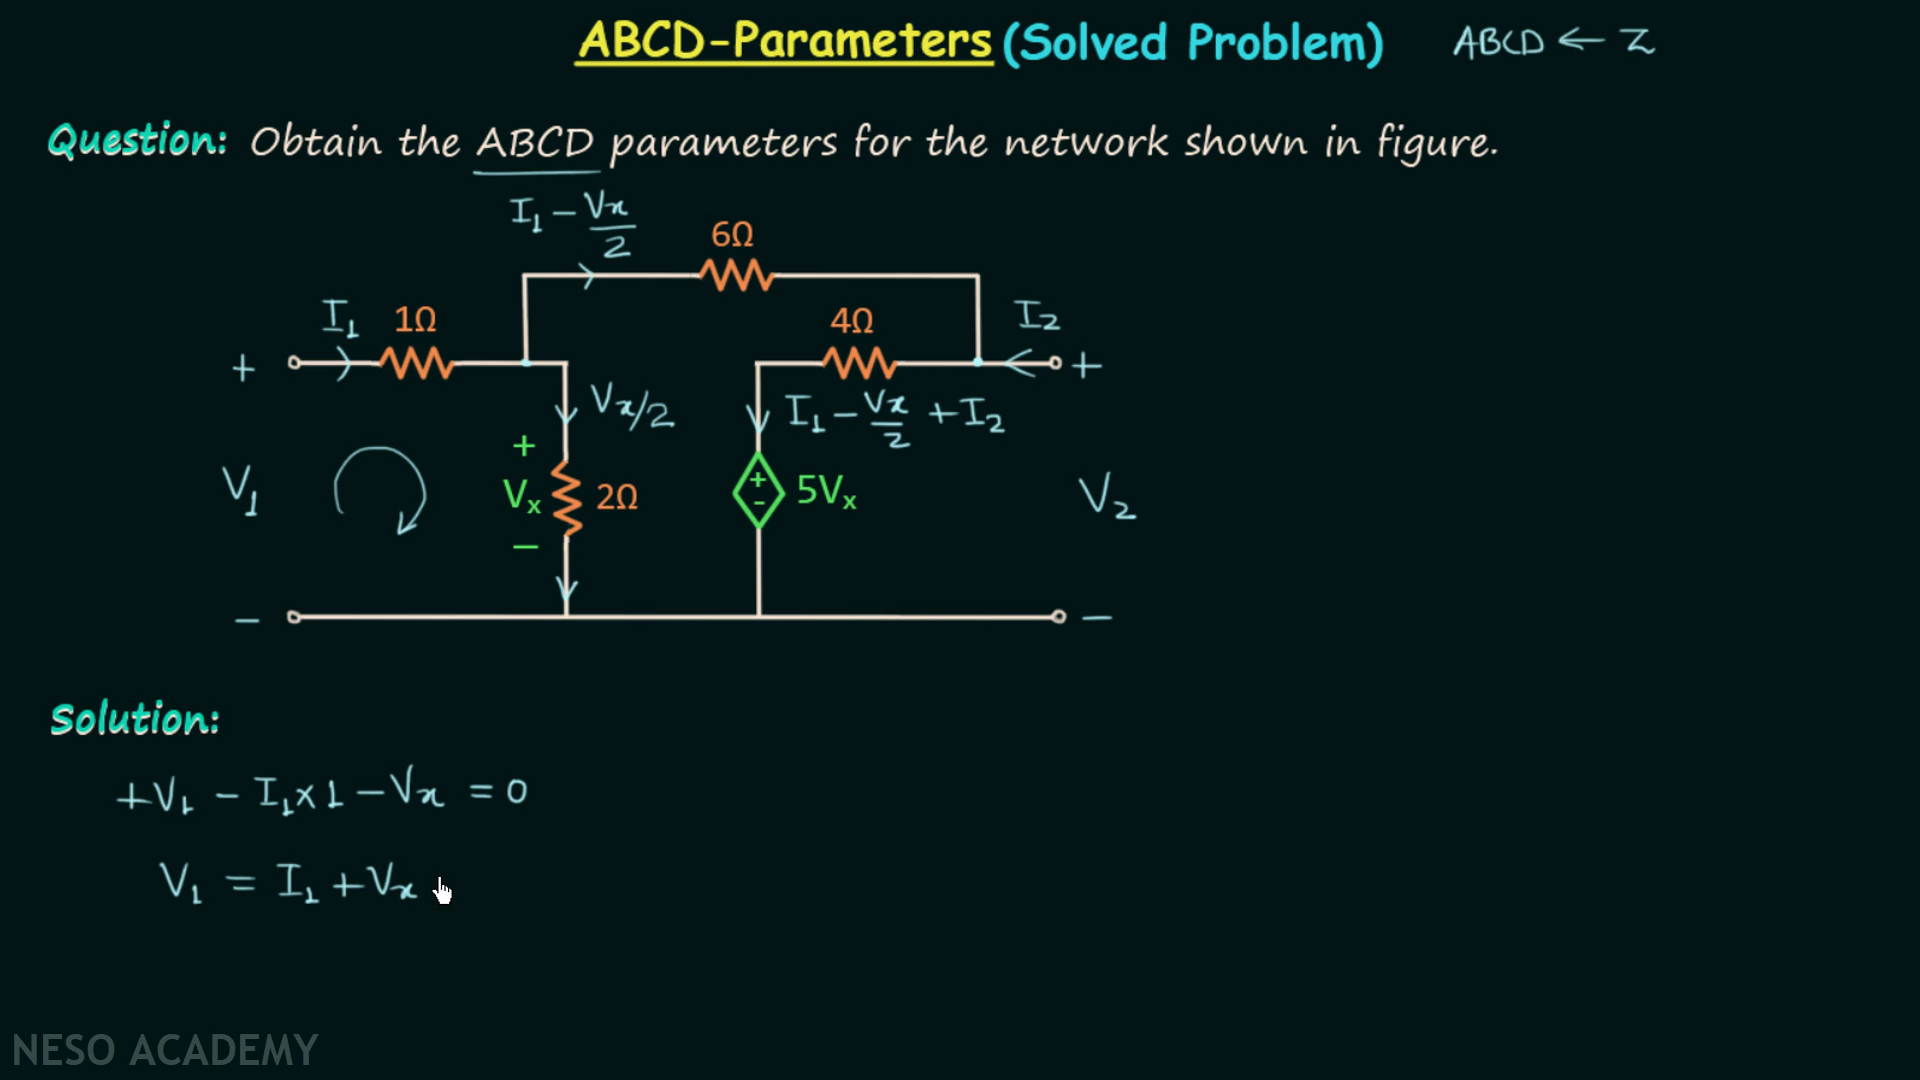 ABCD-Parameters (Solved Problem) ABCD ← Z
Question: Obtain the ABCD parameters for the network shown in figure.
I₁ - Vx/2
6Ω
I₁ 1Ω
4Ω
I₂
+
+
Vx/2
I₁ - Vx/2 + I₂
+
V₁
Vx 2Ω
+
-
5Vx
V₂
-
-
-
Solution:
+V₁ - I₁×1 - Vx = 0
V₁ = I₁ + Vx
NESO ACADEMY